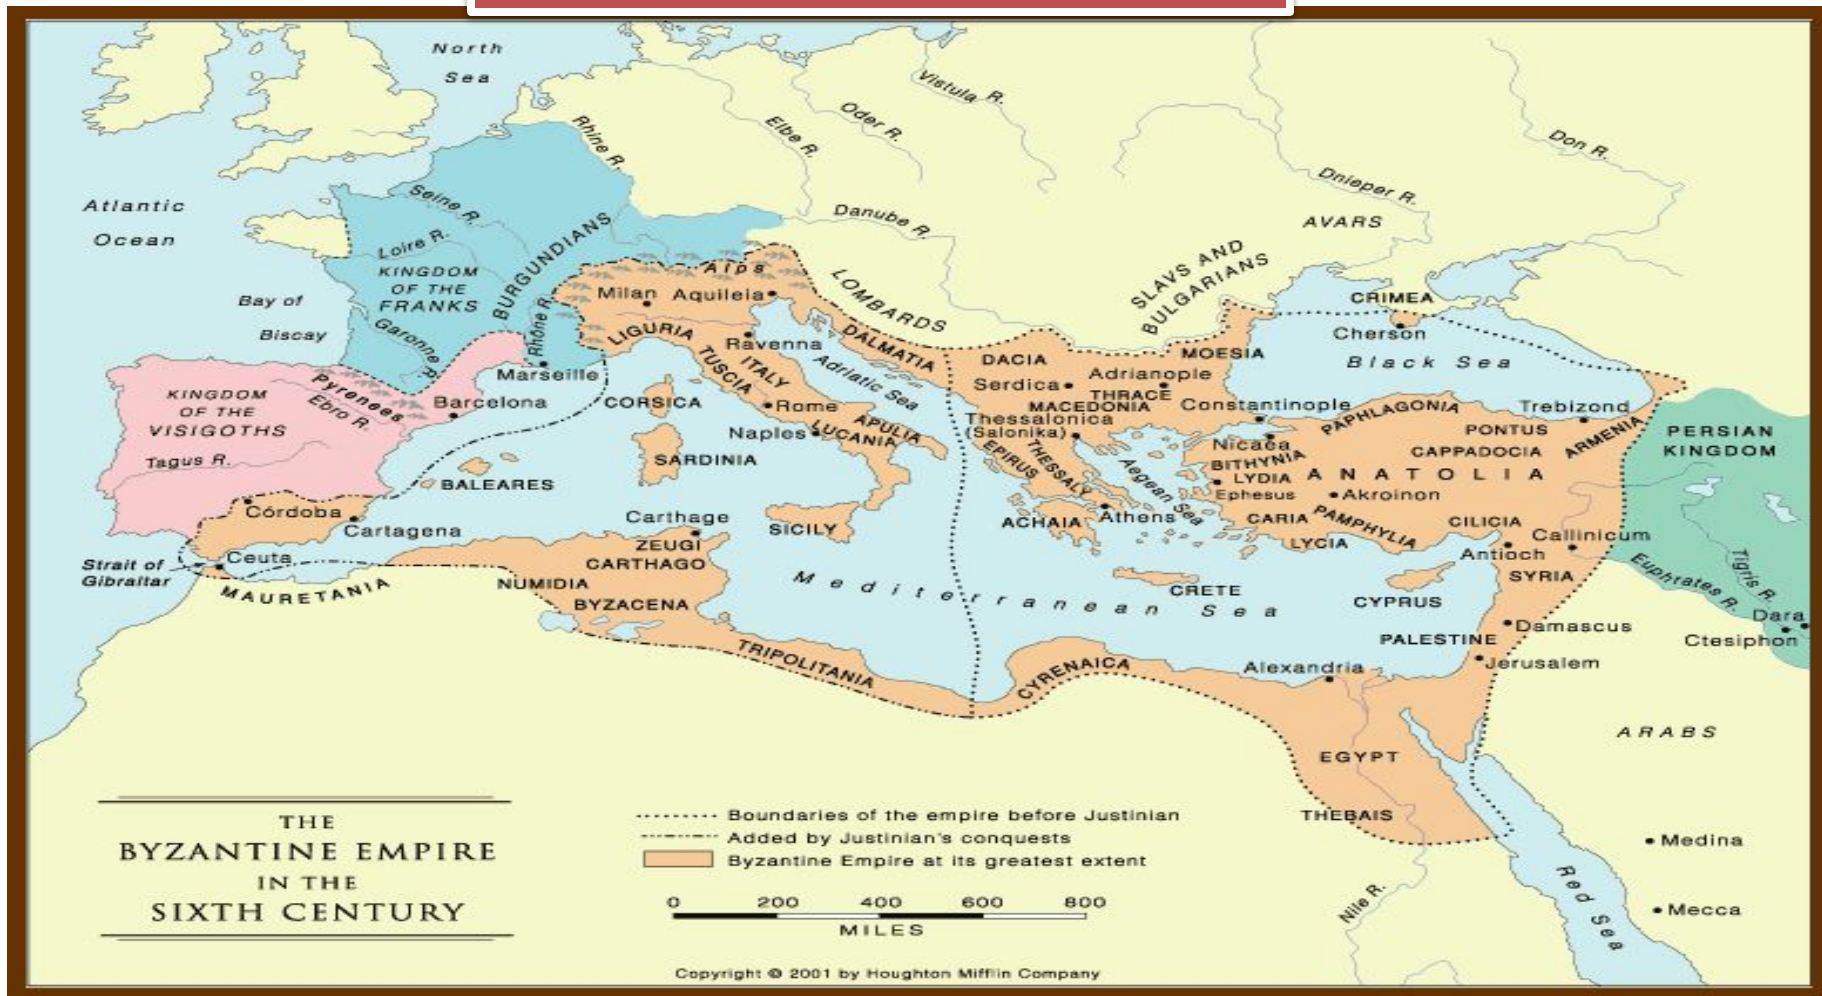 North
Sea
Atlantic
Ocean
Bay of
Biscay
Rhine R.
Elbe R.
Oder R.
Vistula R.
Don R.
Dnieper R.
Danube R.
Seine R.
Loire R.
KINGDOM
OF THE
FRANKS
Garonne R.
BURGUNDIANS
Rhône R.
Alps
Milan
Aquileia
LOMBARDS
SLAVS AND
BULGARIANS
AVARS
CRIMEA
Cherson
Black Sea
LIGURIA
Ravenna
DALMATIA
TUSCIA
ITALY
Adriatic Sea
DACIA
MOESIA
Serdica
Adrianople
THRACE
MACEDONIA
Constantinople
Thessalonica
(Salonika)
PAPHLAGONIA
Trebizond
PONTUS
ARMENIA
PERSIAN
KINGDOM
Marseille
KINGDOM
OF THE
VISIGOTHS
Pyrenees
Ebro R.
Barcelona
Tagus R.
CORSICA
Rome
Naples
APULIA
LUCANIA
SARDINIA
BALEARES
EPIRUS
THESSALY
Aegean Sea
Nicaea
BITHYNIA
LYDIA
Ephesus
CAPPADOCIA
ANATOLIA
Akroinon
Córdoba
Cartagena
Carthage
SICILY
ACHAIA
Athens
CARIA
PAMPHYLIA
LYCIA
CILICIA
Callinicum
Antioch
SYRIA
Strait of
Gibraltar
Ceuta
MAURETANIA
ZEUGI
CARTHAGO
NUMIDIA
BYZACENA
Mediterranean Sea
CRETE
CYPRUS
Euphrates R.
Tigris R.
Dara
Ctesiphon
Damascus
PALESTINE
Jerusalem
TRIPOLITANIA
CYRENAICA
Alexandria
ARABS
EGYPT
THEBAIS
Nile R.
Red Sea
Medina
Mecca
THE
BYZANTINE EMPIRE
IN THE
SIXTH CENTURY
Boundaries of the empire before Justinian
Added by Justinian's conquests
Byzantine Empire at its greatest extent
0 200 400 600 800
MILES
Copyright © 2001 by Houghton Mifflin Company